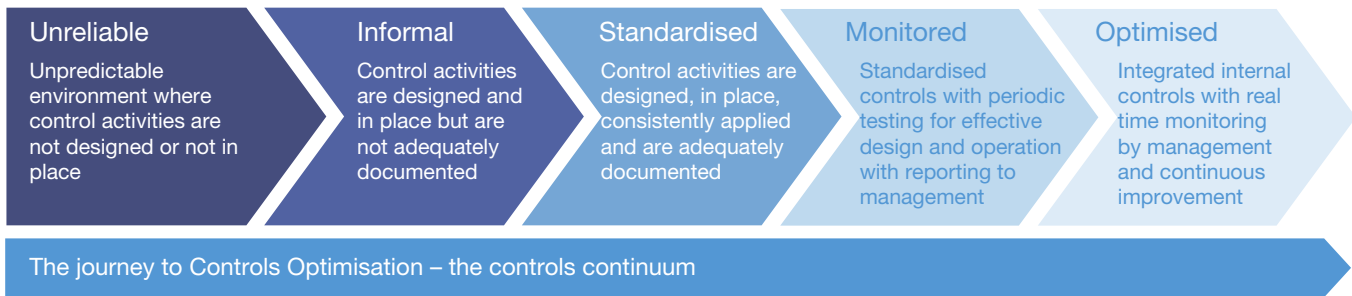 Unreliable
Unpredictable
environment where
control activities are
not designed or not in
place
Informal
Control activities
are designed and
in place but are
not adequately
documented
Standardised
Control activities are
designed, in place,
consistently applied
and are adequately
documented
Monitored
Standardised
controls with periodic
testing for effective
design and operation
with reporting to
management
Optimised
Integrated internal
controls with real
time monitoring
by management
and continuous
improvement
The journey to Controls Optimisation – the controls continuum